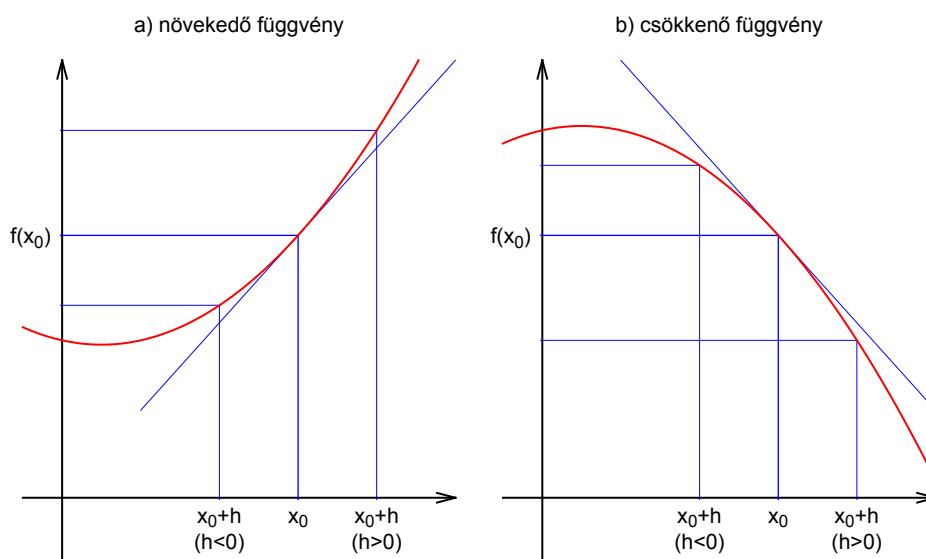 a) növekedő függvény
b) csökkenő függvény
f(x₀)
f(x₀)
x₀+h
(h<0)
x₀
x₀+h
(h>0)
x₀+h
(h<0)
x₀
x₀+h
(h>0)